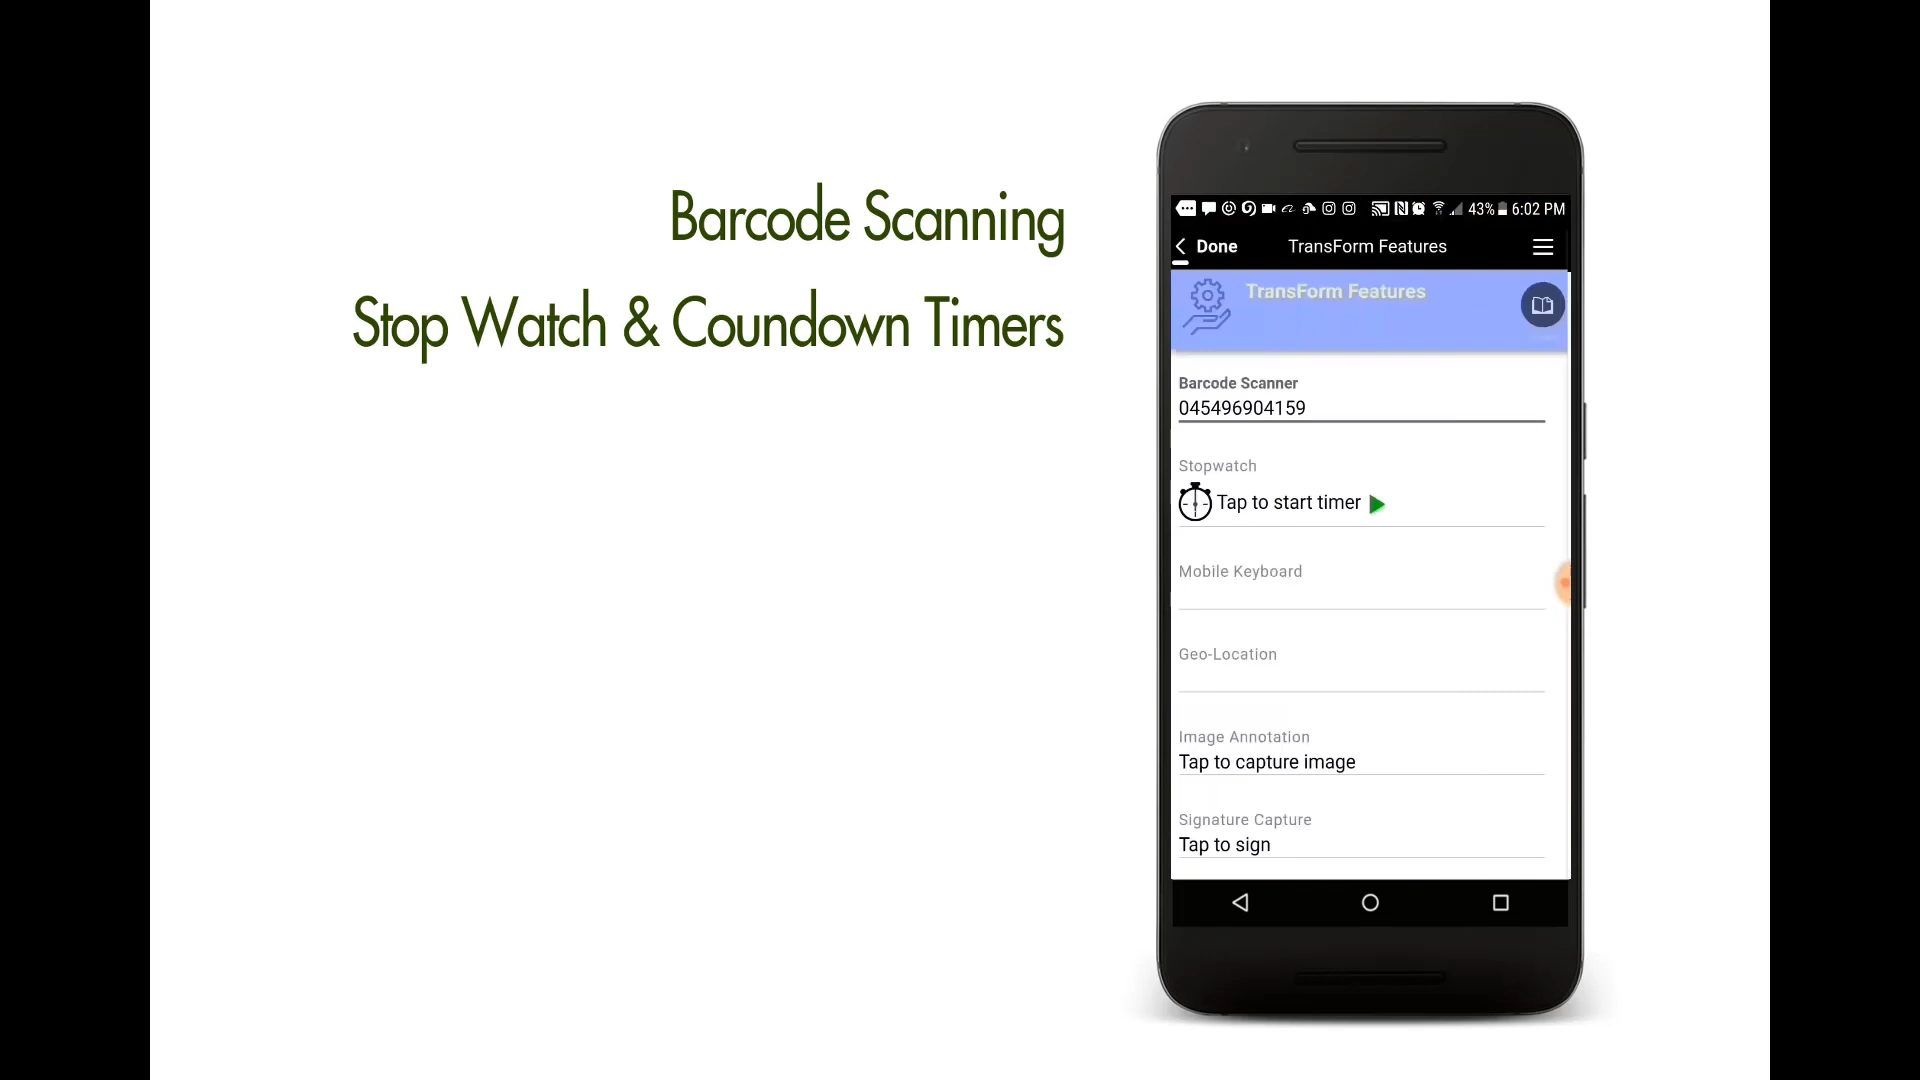 Barcode Scanning
Stop Watch & Coundown Timers
43% 6:02 PM
Done TransForm Features
TransForm Features
Barcode Scanner
045496904159
Stopwatch
Tap to start timer
Mobile Keyboard
Geo-Location
Image Annotation
Tap to capture image
Signature Capture
Tap to sign